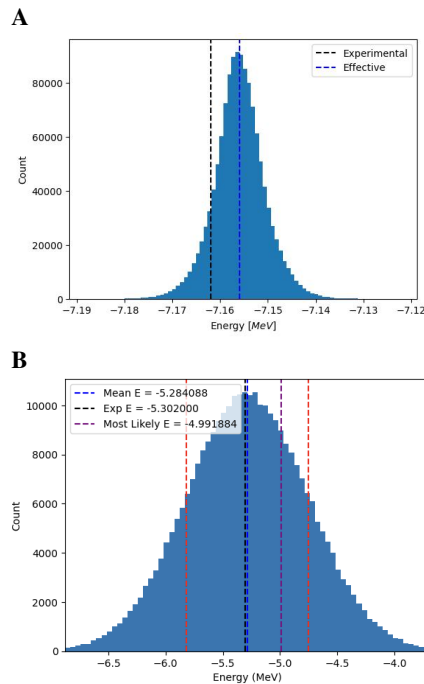 A
Experimental
Effective
80000
60000
40000
20000
0
Count
−7.19
−7.18
−7.17
−7.16
−7.15
−7.14
−7.13
−7.12
Energy [MeV]
B
Mean E = -5.284088
Exp E = -5.302000
Most Likely E = -4.991884
10000
8000
6000
4000
2000
0
Count
−6.5
−6.0
−5.5
−5.0
−4.5
−4.0
Energy (MeV)